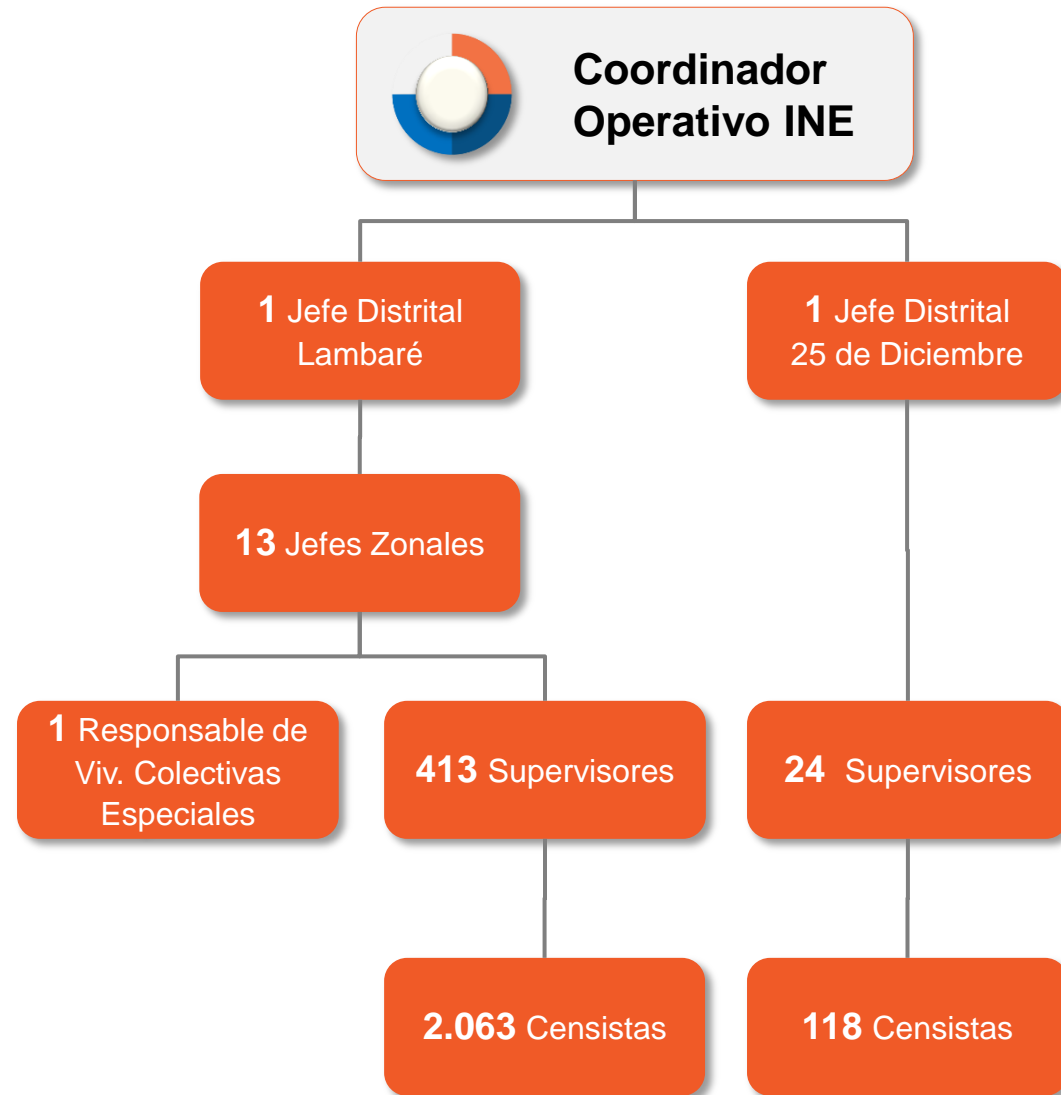 Coordinador
Operativo INE
1 Jefe Distrital
Lambaré
1 Jefe Distrital
25 de Diciembre
13 Jefes Zonales
1 Responsable de
Viv. Colectivas
Especiales
413 Supervisores
24 Supervisores
2.063 Censistas
118 Censistas